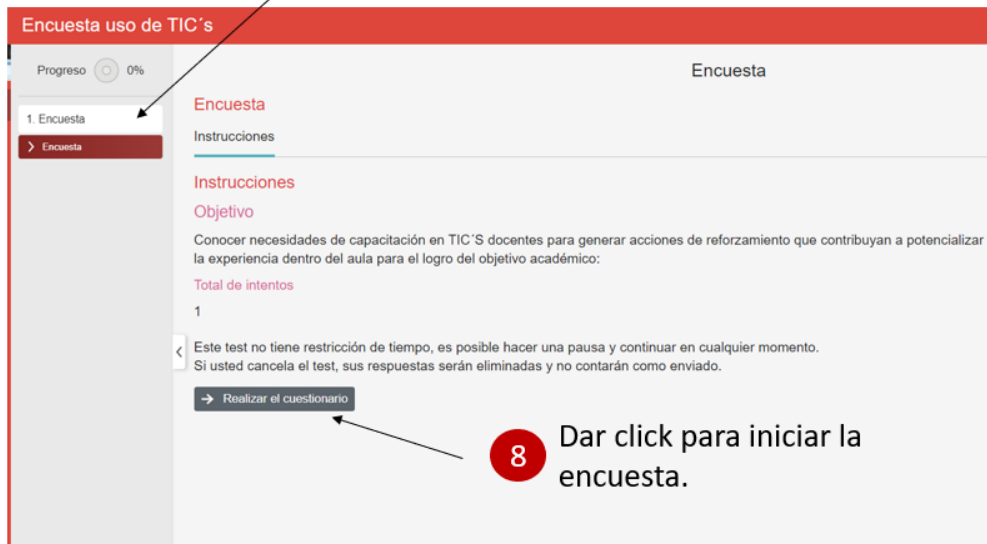 Encuesta uso de TIC´s
Progreso 0%
1. Encuesta
Encuesta
Encuesta
Encuesta
Instrucciones
Instrucciones
Objetivo
Conocer necesidades de capacitación en TIC´S docentes para generar acciones de reforzamiento que contribuyan a potencializar
la experiencia dentro del aula para el logro del objetivo académico:
Total de intentos
1
Este test no tiene restricción de tiempo, es posible hacer una pausa y continuar en cualquier momento.
Si usted cancela el test, sus respuestas serán eliminadas y no contarán como enviado.
Realizar el cuestionario
8
Dar click para iniciar la
encuesta.